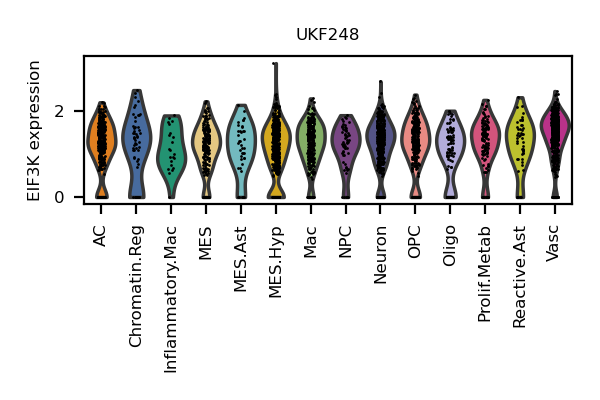 UKF248
EIF3K expression
2
0
AC
Chromatin.Reg
Inflammatory.Mac
MES
MES.Ast
MES.Hyp
Mac
NPC
Neuron
OPC
Oligo
Prolif.Metab
Reactive.Ast
Vasc